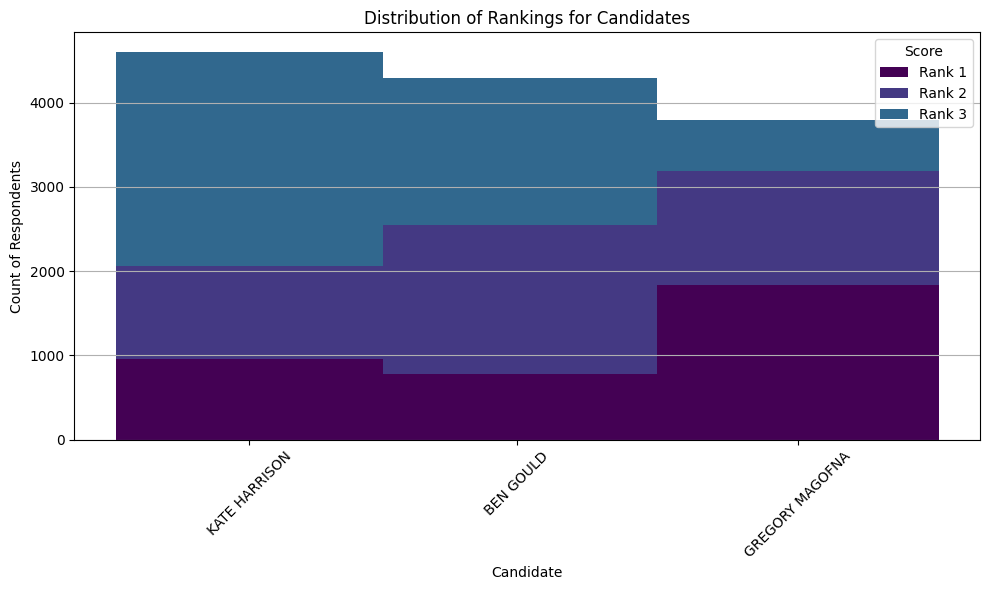 Distribution of Rankings for Candidates
Score
Rank 1
Rank 2
Rank 3
Count of Respondents
4000
3000
2000
1000
0
KATE HARRISON
BEN GOULD
GREGORY MAGOFNA
Candidate